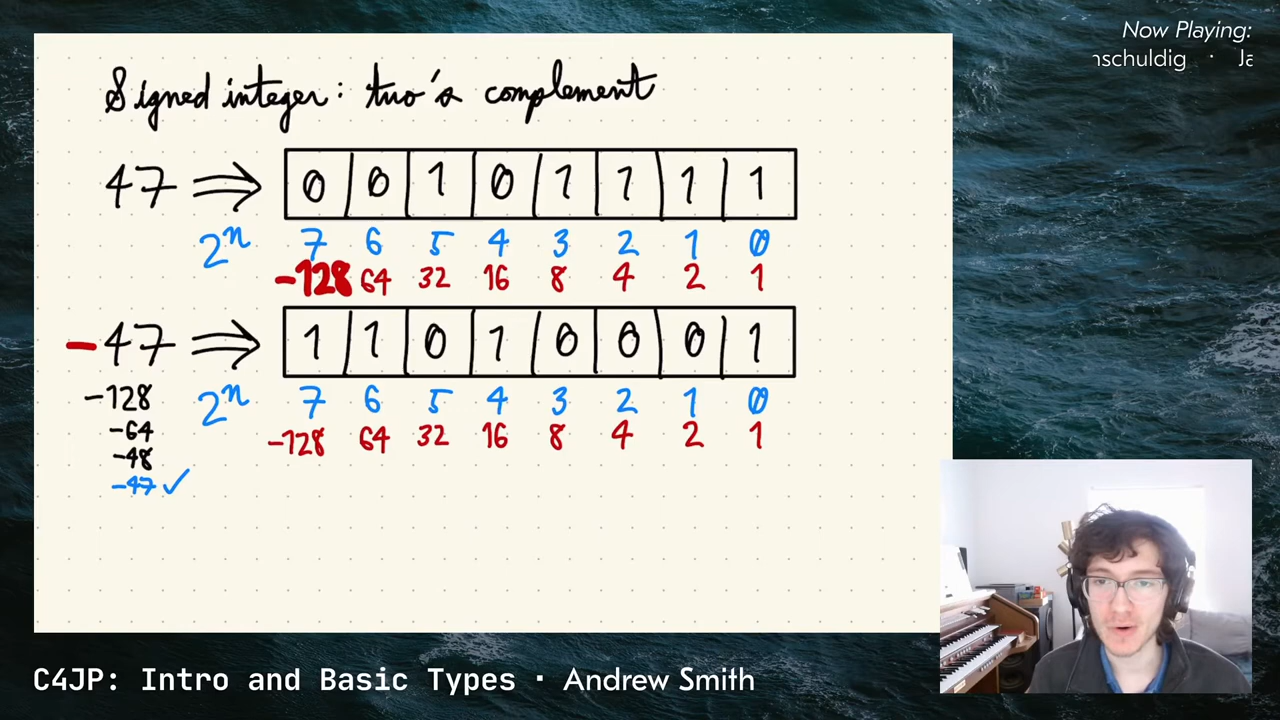 Now Playing:
nschuldig · Ja
Signed integer: two's complement
47 ⇒ 0 0 1 0 1 1 1 1
2ⁿ 7 6 5 4 3 2 1 0
-128 64 32 16 8 4 2 1
-47 ⇒ 1 1 0 1 0 0 0 1
-128 2ⁿ 7 6 5 4 3 2 1 0
-64 -128 64 32 16 8 4 2 1
-48
-47 ✓
C4JP: Intro and Basic Types · Andrew Smith